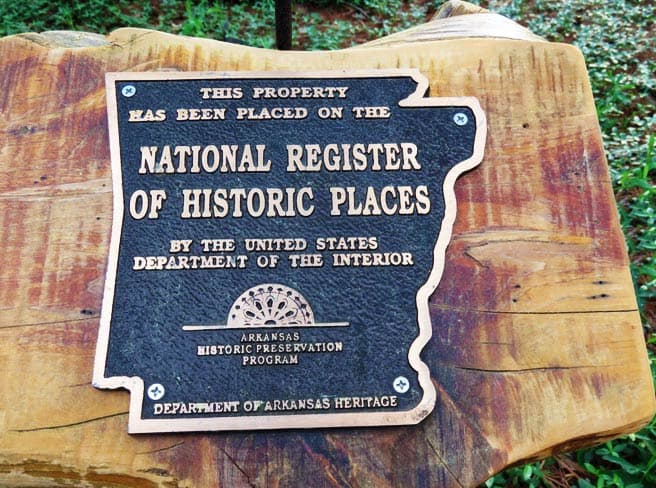 THIS PROPERTY
HAS BEEN PLACED ON THE
NATIONAL REGISTER
OF HISTORIC PLACES
BY THE UNITED STATES
DEPARTMENT OF THE INTERIOR
ARKANSAS
HISTORIC PRESERVATION
PROGRAM
DEPARTMENT OF ARKANSAS HERITAGE